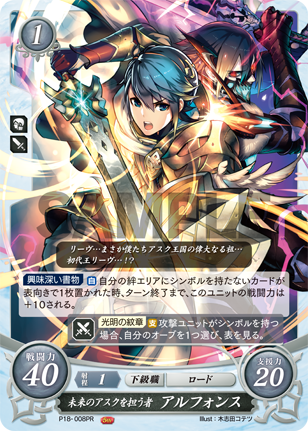 1
SAMPLE
リーヴ…まさか僕たちアスク王国の偉大なる祖…
初代王リーヴ…!?
興味深い書物 自 自分の絆エリアにシンボルを持たないカードが
表向きで1枚置かれた時、ターン終了まで、このユニットの戦闘力は
+10される。
光明の紋章 支 攻撃ユニットがシンボルを持つ
場合、自分のオーブを1つ選び、表を見る。
戦闘力
40
射程 1 下級職 ロード
支援力
20
未来のアスクを担う者 アルフォンス
P18-008PR
Illust:木志田コテツ